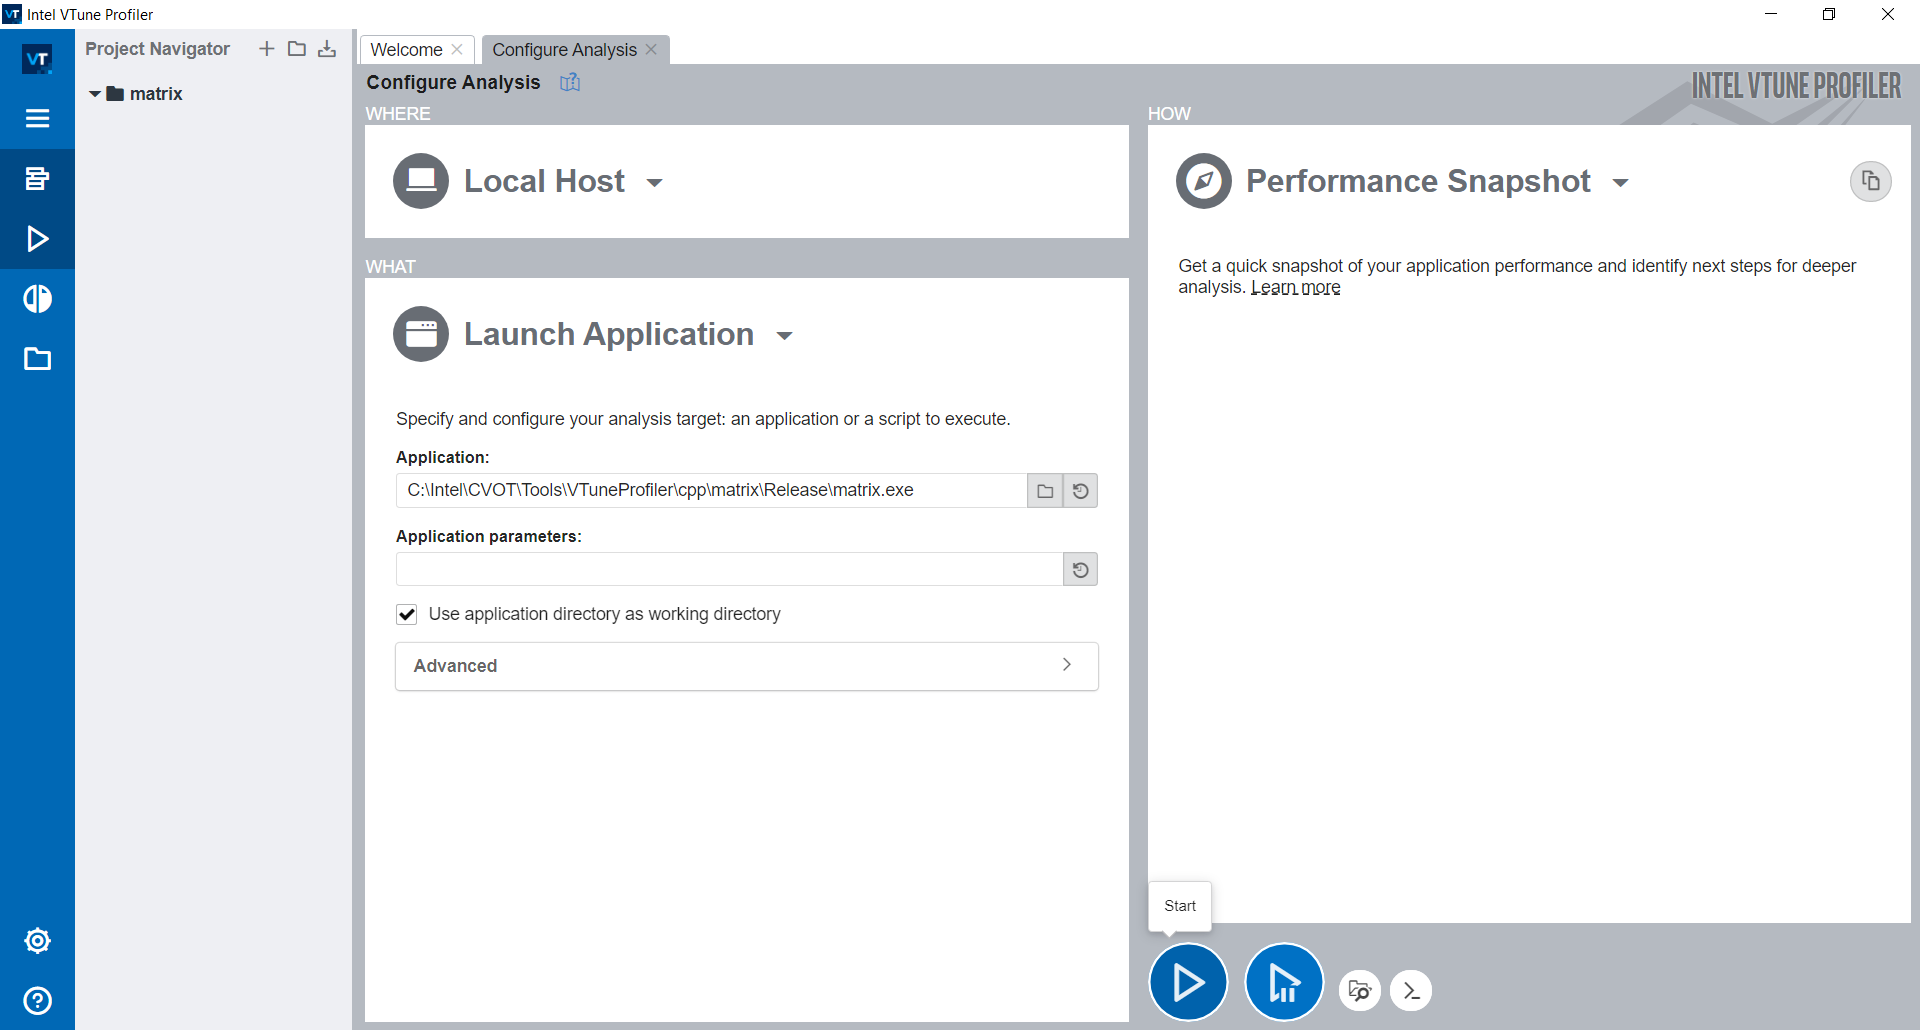 Intel VTune Profiler
Project Navigator
matrix
Welcome
Configure Analysis
Configure Analysis
INTEL VTUNE PROFILER
WHERE
Local Host
WHAT
Launch Application
Specify and configure your analysis target: an application or a script to execute.
Application:
C:\Intel\CVOT\Tools\VTuneProfiler\cpp\matrix\Release\matrix.exe
Application parameters:
Use application directory as working directory
Advanced
HOW
Performance Snapshot
Get a quick snapshot of your application performance and identify next steps for deeper
analysis. Learn more
Start